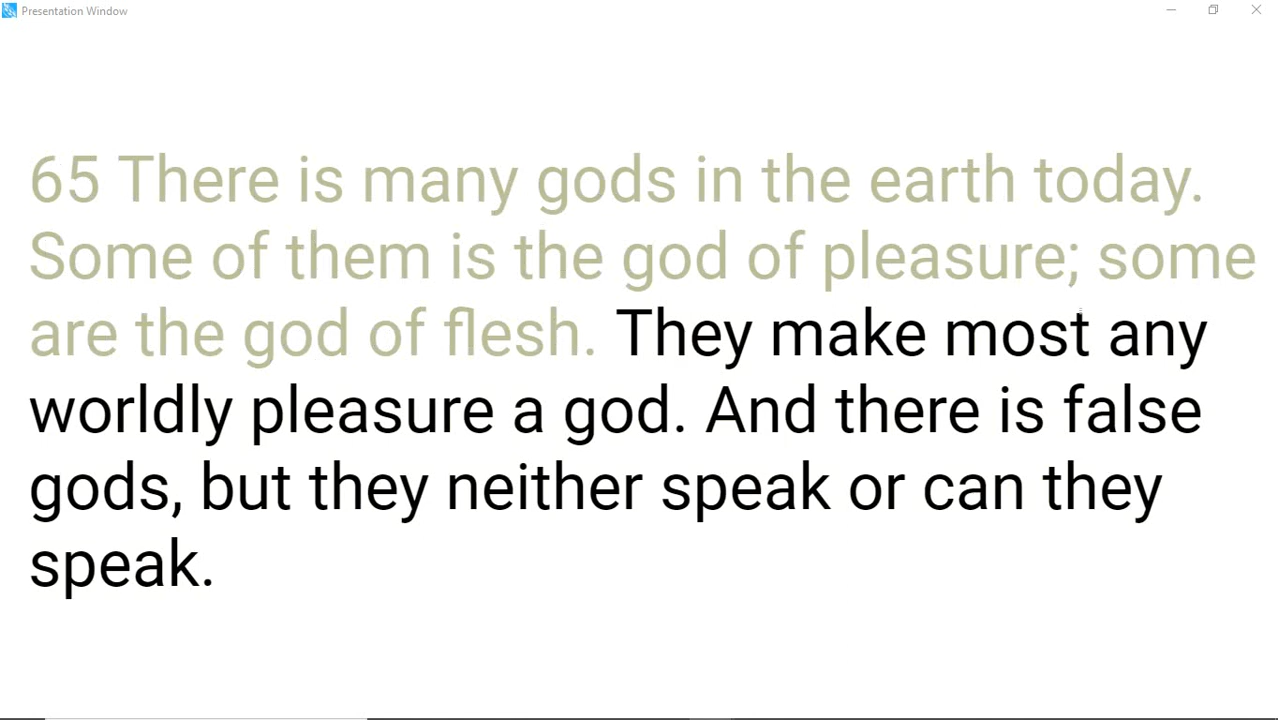 Presentation Window
65 There is many gods in the earth today.
Some of them is the god of pleasure; some
are the god of flesh. They make most any
worldly pleasure a god. And there is false
gods, but they neither speak or can they
speak.